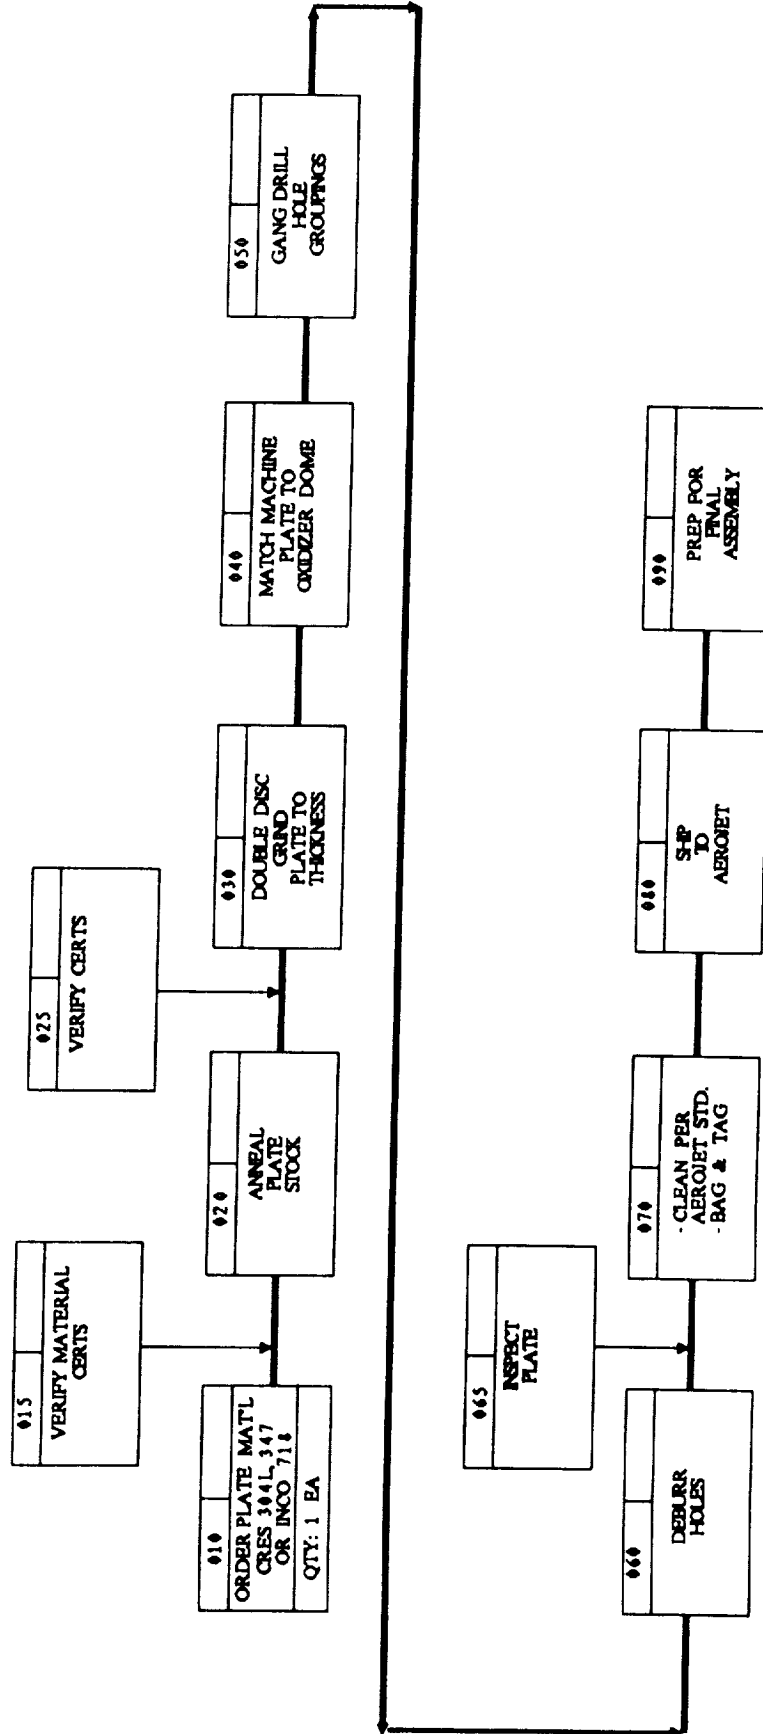 015
VERIFY MATERIAL
CERTS
025
VERIFY CERTS
010
ORDER PLATE MAT'L
CRES 304L, 347
OR INCO 718
QTY: 1 EA
020
ANNEAL
PLATE
STOCK
030
DOUBLE DISC
GRIND
PLATE TO
THICKNESS
040
MATCH MACHINE
PLATE TO
OXIDIZER DOME
050
GANG DRILL
HOLE
GROUPINGS
065
INSPECT
PLATE
060
DEBURR
HOLES
070
- CLEAN PER
AEROJET STD.
- BAG & TAG
080
SHIP
TO
AEROJET
090
PREP FOR
FINAL
ASSEMBLY